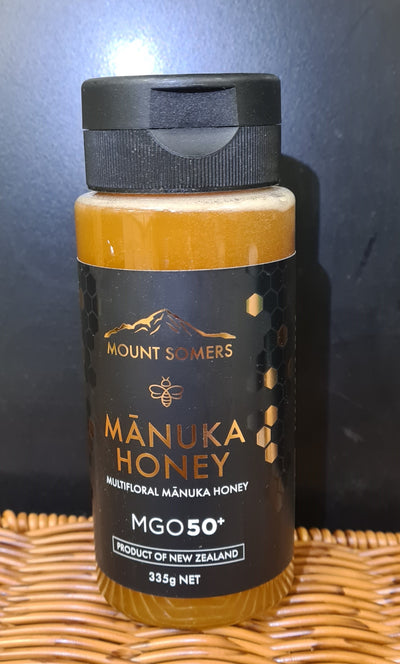 MOUNT SOMERS
MĀNUKA
HONEY
MULTIFLORAL MĀNUKA HONEY
MGO50+
PRODUCT OF NEW ZEALAND
335g NET